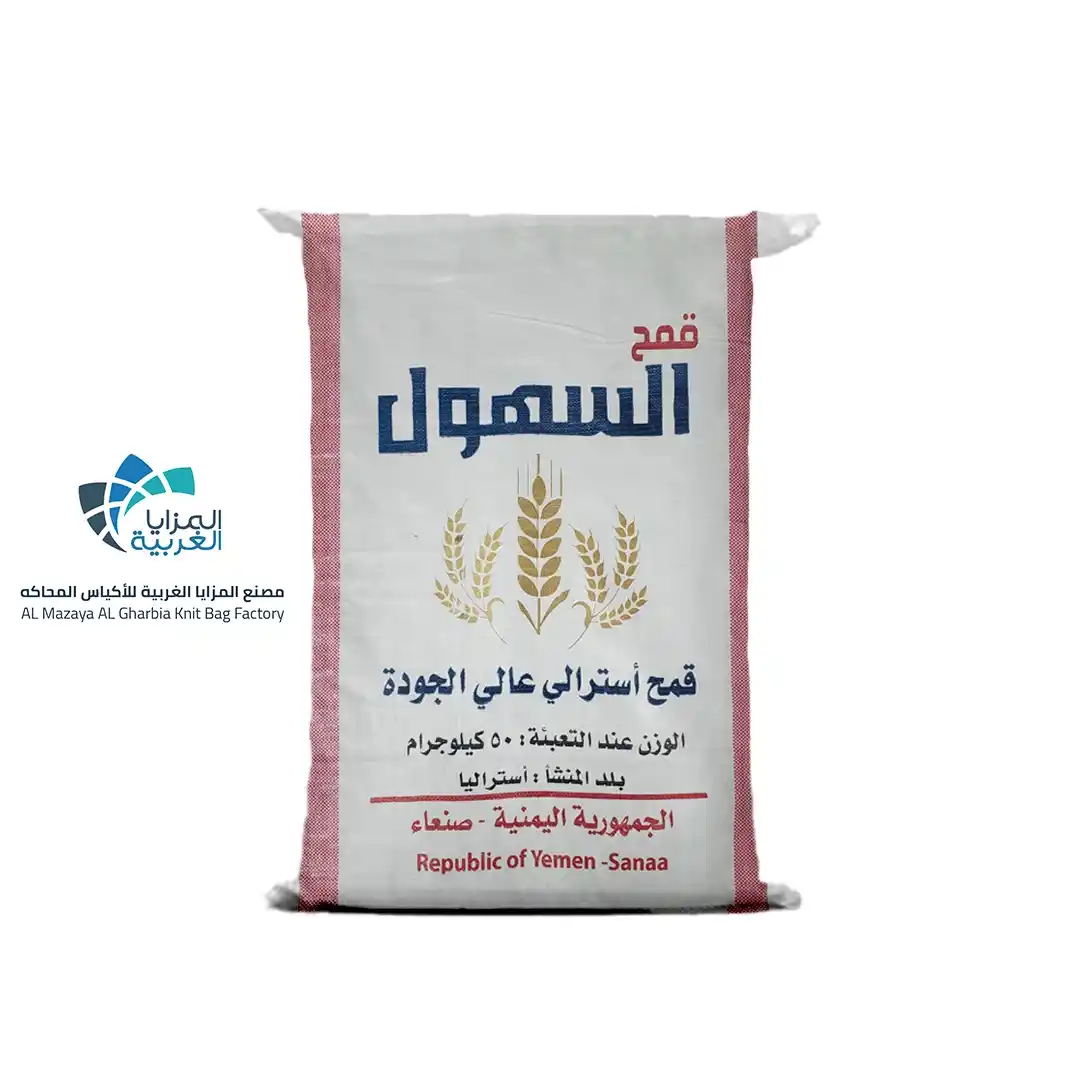 قمح
السهول
قمح أسترالي عالي الجودة
الوزن عند التعبئة : ٥٠ كيلوجرام
بلد المنشأ : أستراليا
الجمهورية اليمنية - صنعاء
Republic of Yemen -Sanaa
المزايا
الغربية
مصنع المزايا الغربية للأكياس المحاكه
AL Mazaya AL Gharbia Knit Bag Factory